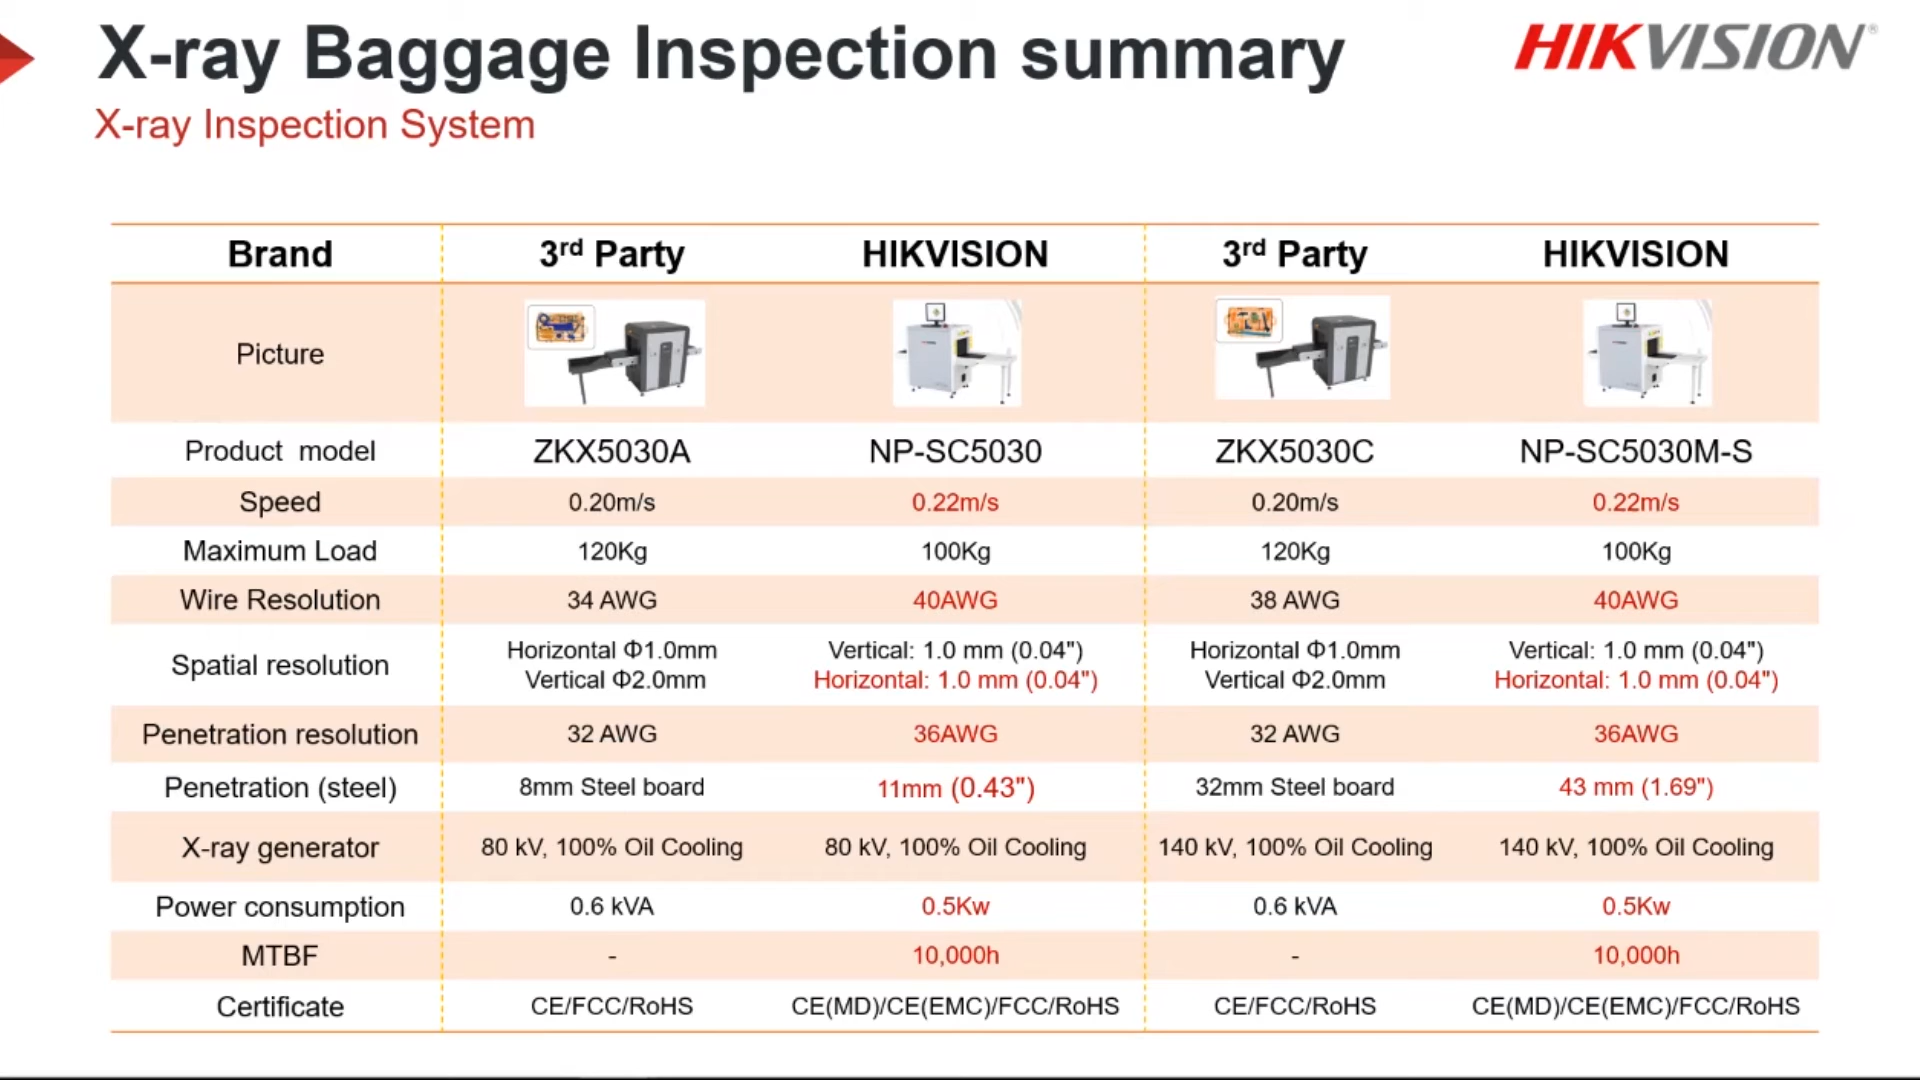 X-ray Baggage Inspection summary
HIKVISION®
X-ray Inspection System
Brand 3rd Party HIKVISION 3rd Party HIKVISION
Picture
Product model ZKX5030A NP-SC5030 ZKX5030C NP-SC5030M-S
Speed 0.20m/s 0.22m/s 0.20m/s 0.22m/s
Maximum Load 120Kg 100Kg 120Kg 100Kg
Wire Resolution 34 AWG 40AWG 38 AWG 40AWG
Spatial resolution Horizontal Φ1.0mm Vertical: 1.0 mm (0.04") Horizontal Φ1.0mm Vertical: 1.0 mm (0.04")
Vertical Φ2.0mm Horizontal: 1.0 mm (0.04") Vertical Φ2.0mm Horizontal: 1.0 mm (0.04")
Penetration resolution 32 AWG 36AWG 32 AWG 36AWG
Penetration (steel) 8mm Steel board 11mm (0.43") 32mm Steel board 43 mm (1.69")
X-ray generator 80 kV, 100% Oil Cooling 80 kV, 100% Oil Cooling 140 kV, 100% Oil Cooling 140 kV, 100% Oil Cooling
Power consumption 0.6 kVA 0.5Kw 0.6 kVA 0.5Kw
MTBF - 10,000h - 10,000h
Certificate CE/FCC/RoHS CE(MD)/CE(EMC)/FCC/RoHS CE/FCC/RoHS CE(MD)/CE(EMC)/FCC/RoHS